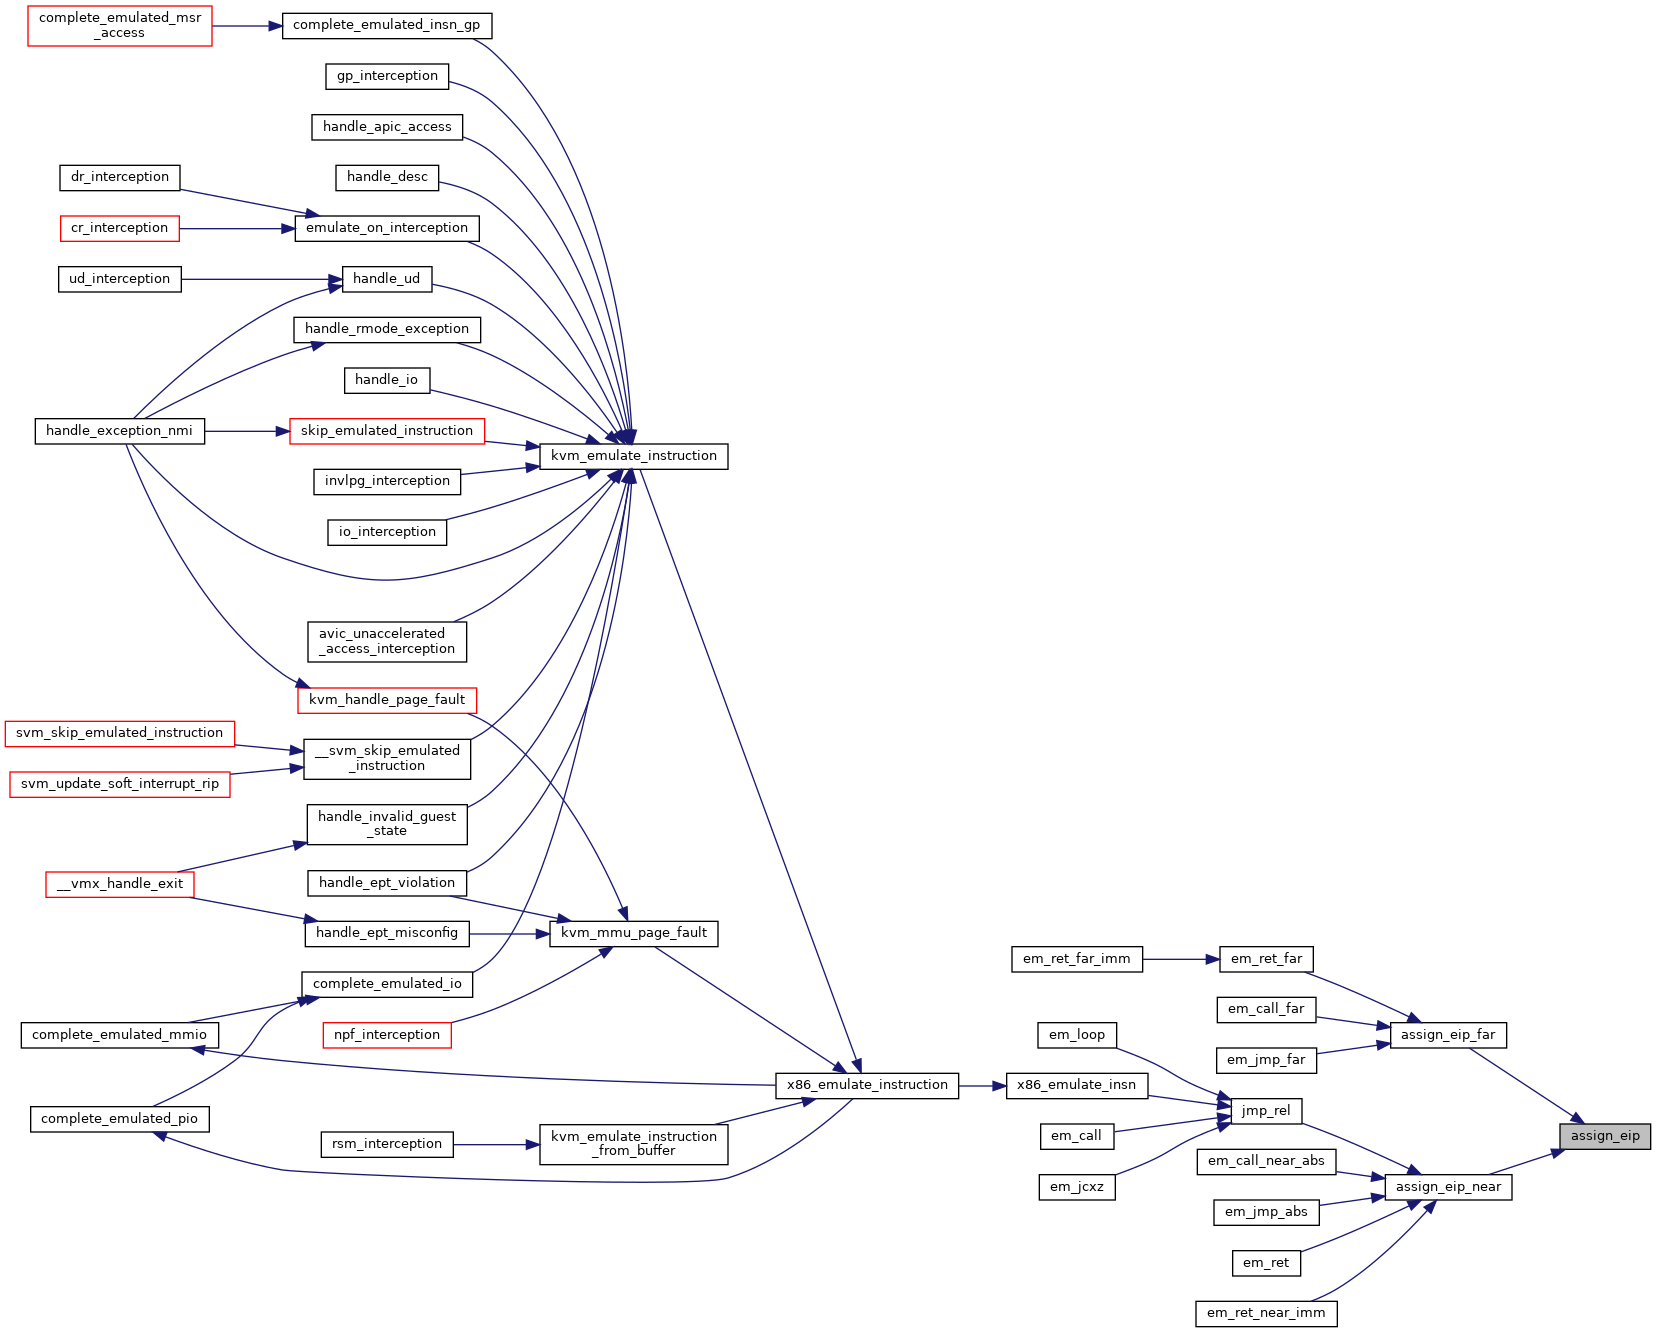 complete_emulated_msr
_access
complete_emulated_insn_gp
gp_interception
handle_apic_access
dr_interception
handle_desc
cr_interception
emulate_on_interception
ud_interception
handle_ud
handle_rmode_exception
handle_io
handle_exception_nmi
skip_emulated_instruction
kvm_emulate_instruction
invlpg_interception
io_interception
avic_unaccelerated
_access_interception
kvm_handle_page_fault
svm_skip_emulated_instruction
__svm_skip_emulated
_instruction
svm_update_soft_interrupt_rip
handle_invalid_guest
_state
__vmx_handle_exit
handle_ept_violation
handle_ept_misconfig
kvm_mmu_page_fault
complete_emulated_io
complete_emulated_mmio
npf_interception
em_ret_far_imm
em_ret_far
em_call_far
em_loop
assign_eip_far
em_jmp_far
x86_emulate_instruction
x86_emulate_insn
jmp_rel
complete_emulated_pio
rsm_interception
kvm_emulate_instruction
_from_buffer
em_call
assign_eip
em_call_near_abs
em_jcxz
assign_eip_near
em_jmp_abs
em_ret
em_ret_near_imm